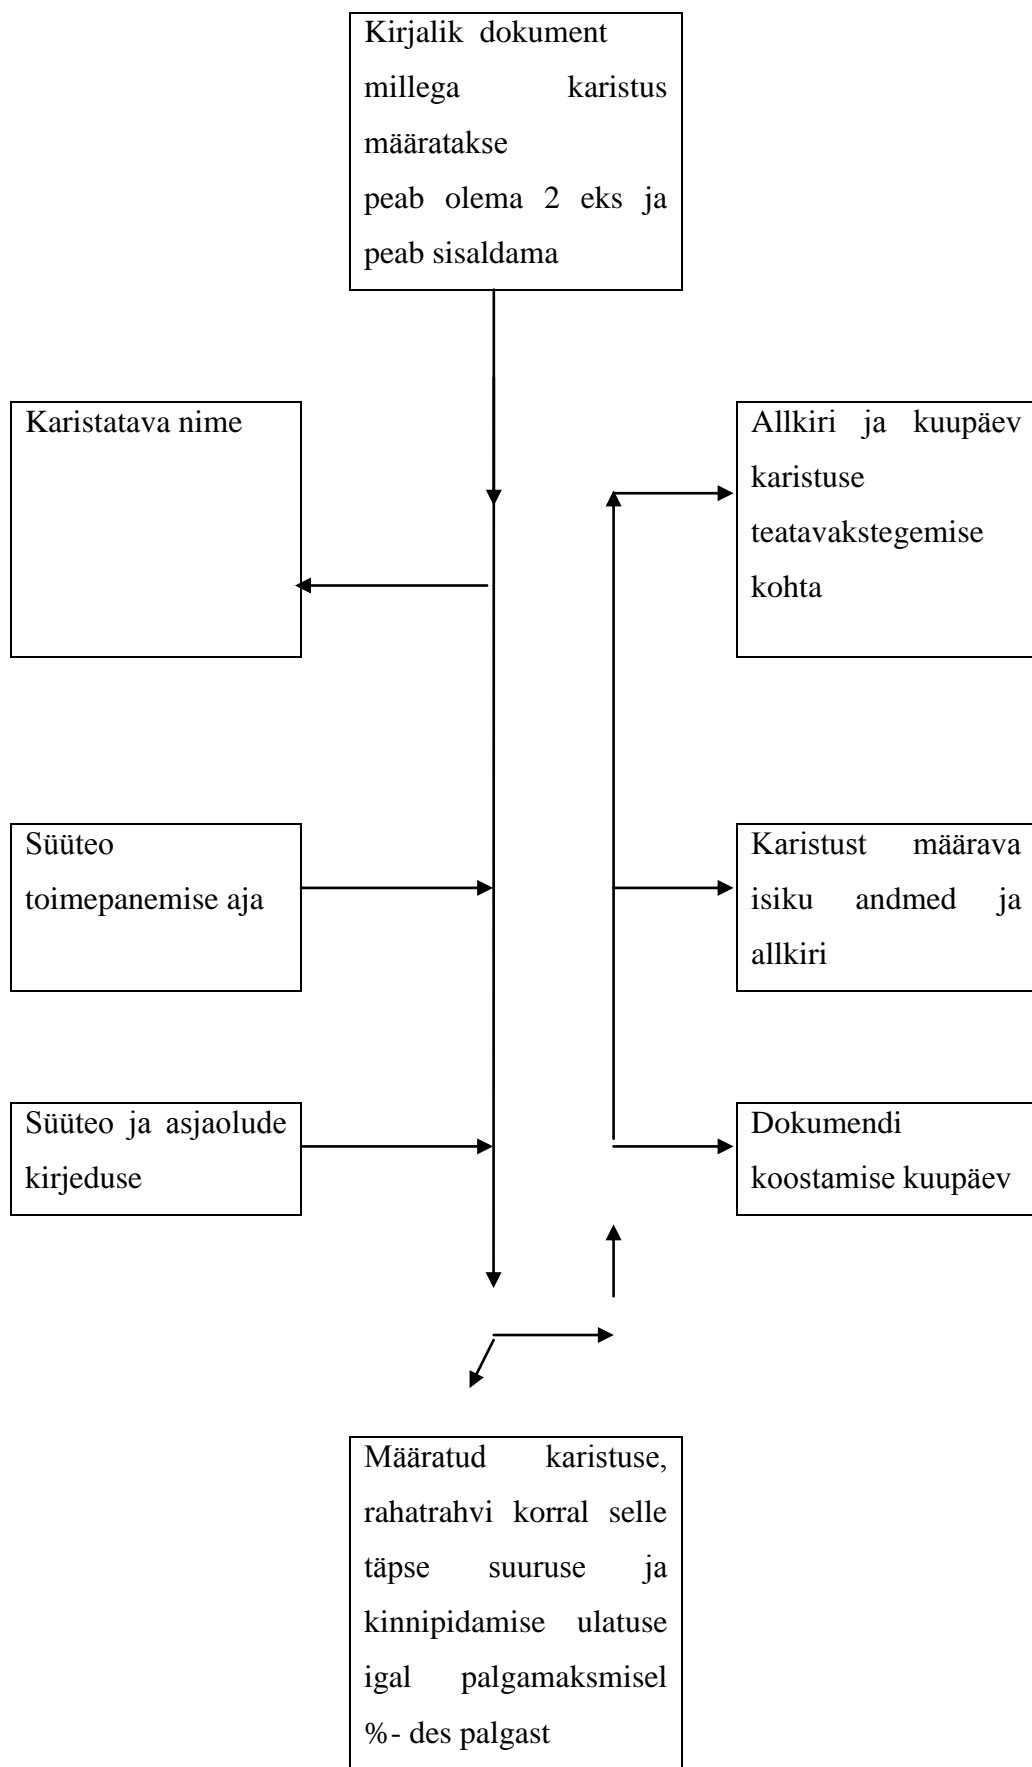 Kirjalik dokument
millega karistus
määratakse
peab olema 2 eks ja
peab sisaldama
Karistatava nime
Allkiri ja kuupäev
karistuse
teatavakstegemise
kohta
Süüteo
toimepanemise aja
Karistust määrava
isiku andmed ja
allkiri
Süüteo ja asjaolude
kirjeduse
Dokumendi
koostamise kuupäev
Määratud karistuse,
rahatrahvi korral selle
täpse suuruse ja
kinnipidamise ulatuse
igal palgamaksmisel
%- des palgast